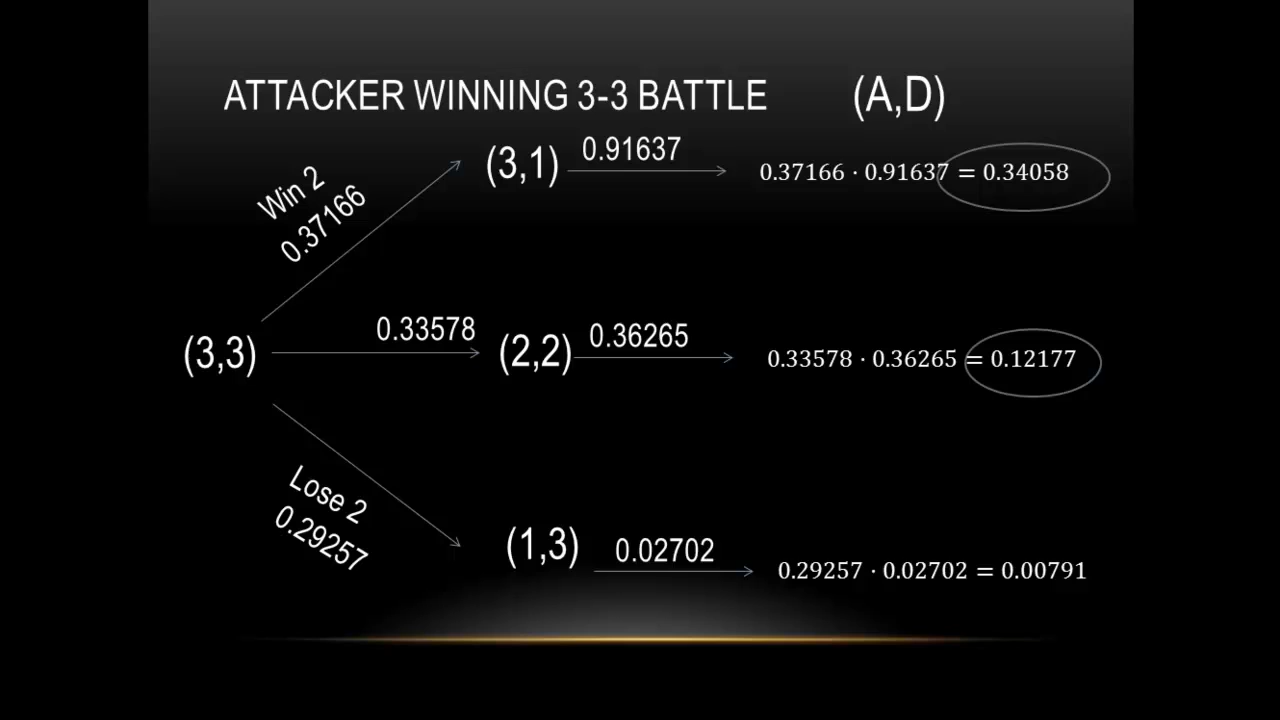 ATTACKER WINNING 3-3 BATTLE (A,D)
Win 2
0.37166
(3,1) 0.91637
0.37166 · 0.91637 = 0.34058
(3,3)
0.33578
(2,2) 0.36265
0.33578 · 0.36265 = 0.12177
Lose 2
0.29257
(1,3) 0.02702
0.29257 · 0.02702 = 0.00791